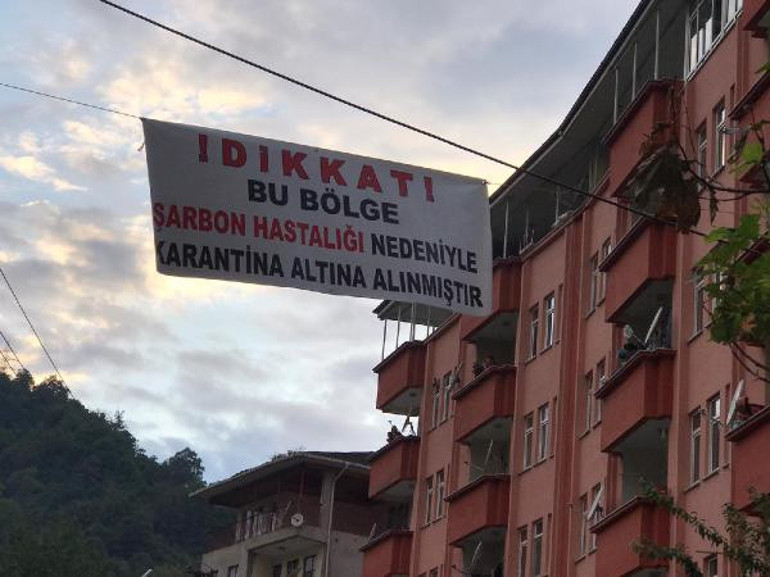 ! DİKKAT!
BU BÖLGE
ŞARBON HASTALIĞI NEDENİYLE
KARANTİNA ALTINA ALINMIŞTIR